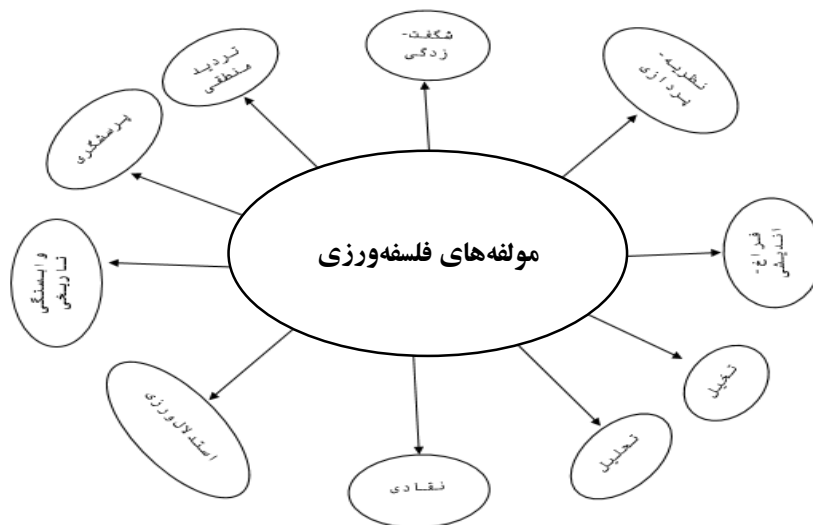 شگفت-
زدگی
نظریه-
پردازی
تردید
منطقی
پرسشگری
فراخ-
اندیشی
مولفه‌های فلسفه‌ورزی
وابستگی
تاریخی
تخیل
استدلال‌ورزی
تحلیل
نقادی